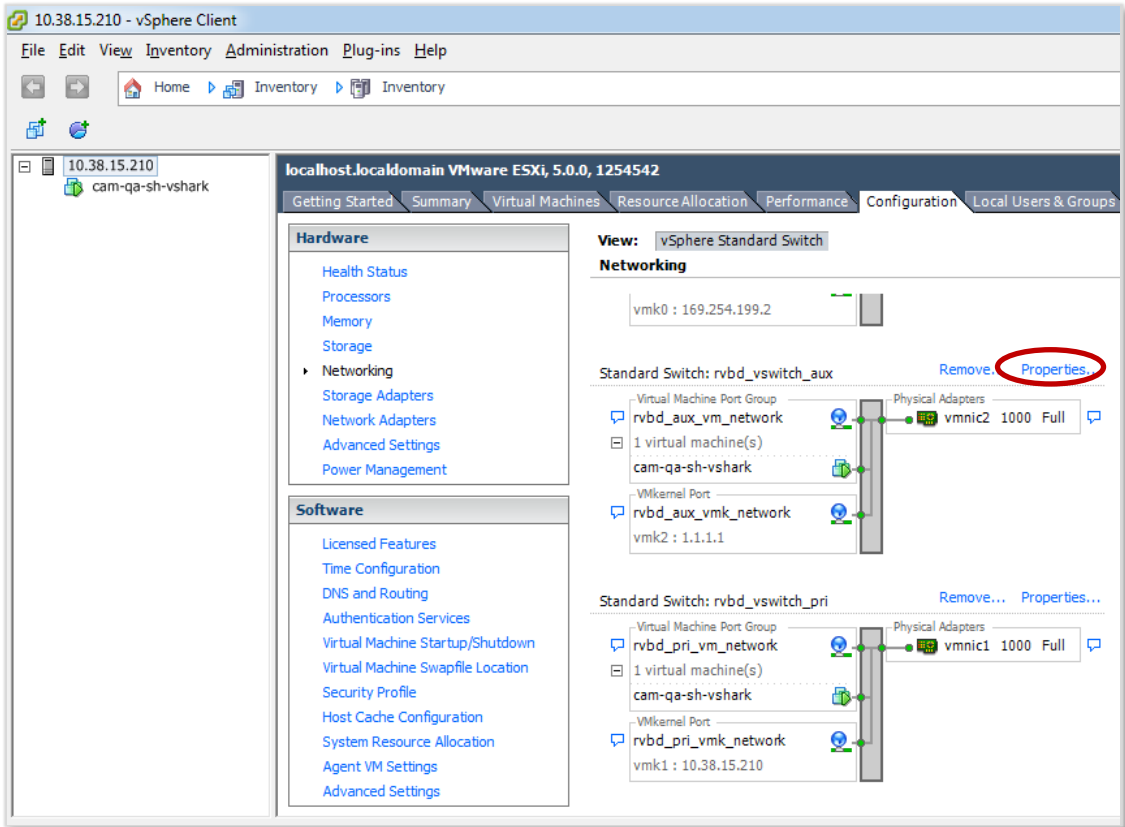 10.38.15.210 - vSphere Client
File Edit View Inventory Administration Plug-ins Help
Home Inventory Inventory
10.38.15.210
cam-qa-sh-vshark
localhost.localdomain VMware ESXi, 5.0.0, 1254542
Getting Started Summary Virtual Machines Resource Allocation Performance Configuration Local Users & Groups
Hardware
Health Status
Processors
Memory
Storage
Networking
Storage Adapters
Network Adapters
Advanced Settings
Power Management
Software
Licensed Features
Time Configuration
DNS and Routing
Authentication Services
Virtual Machine Startup/Shutdown
Virtual Machine Swapfile Location
Security Profile
Host Cache Configuration
System Resource Allocation
Agent VM Settings
Advanced Settings
View: vSphere Standard Switch
Networking
vmk0 : 169.254.199.2
Standard Switch: rvbd_vswitch_aux Remove... Properties...
Virtual Machine Port Group
rvbd_aux_vm_network
1 virtual machine(s)
cam-qa-sh-vshark
VMkernel Port
rvbd_aux_vmk_network
vmk2 : 1.1.1.1
Physical Adapters
vmnic2 1000 Full
Standard Switch: rvbd_vswitch_pri Remove... Properties...
Virtual Machine Port Group
rvbd_pri_vm_network
1 virtual machine(s)
cam-qa-sh-vshark
VMkernel Port
rvbd_pri_vmk_network
vmk1 : 10.38.15.210
Physical Adapters
vmnic1 1000 Full